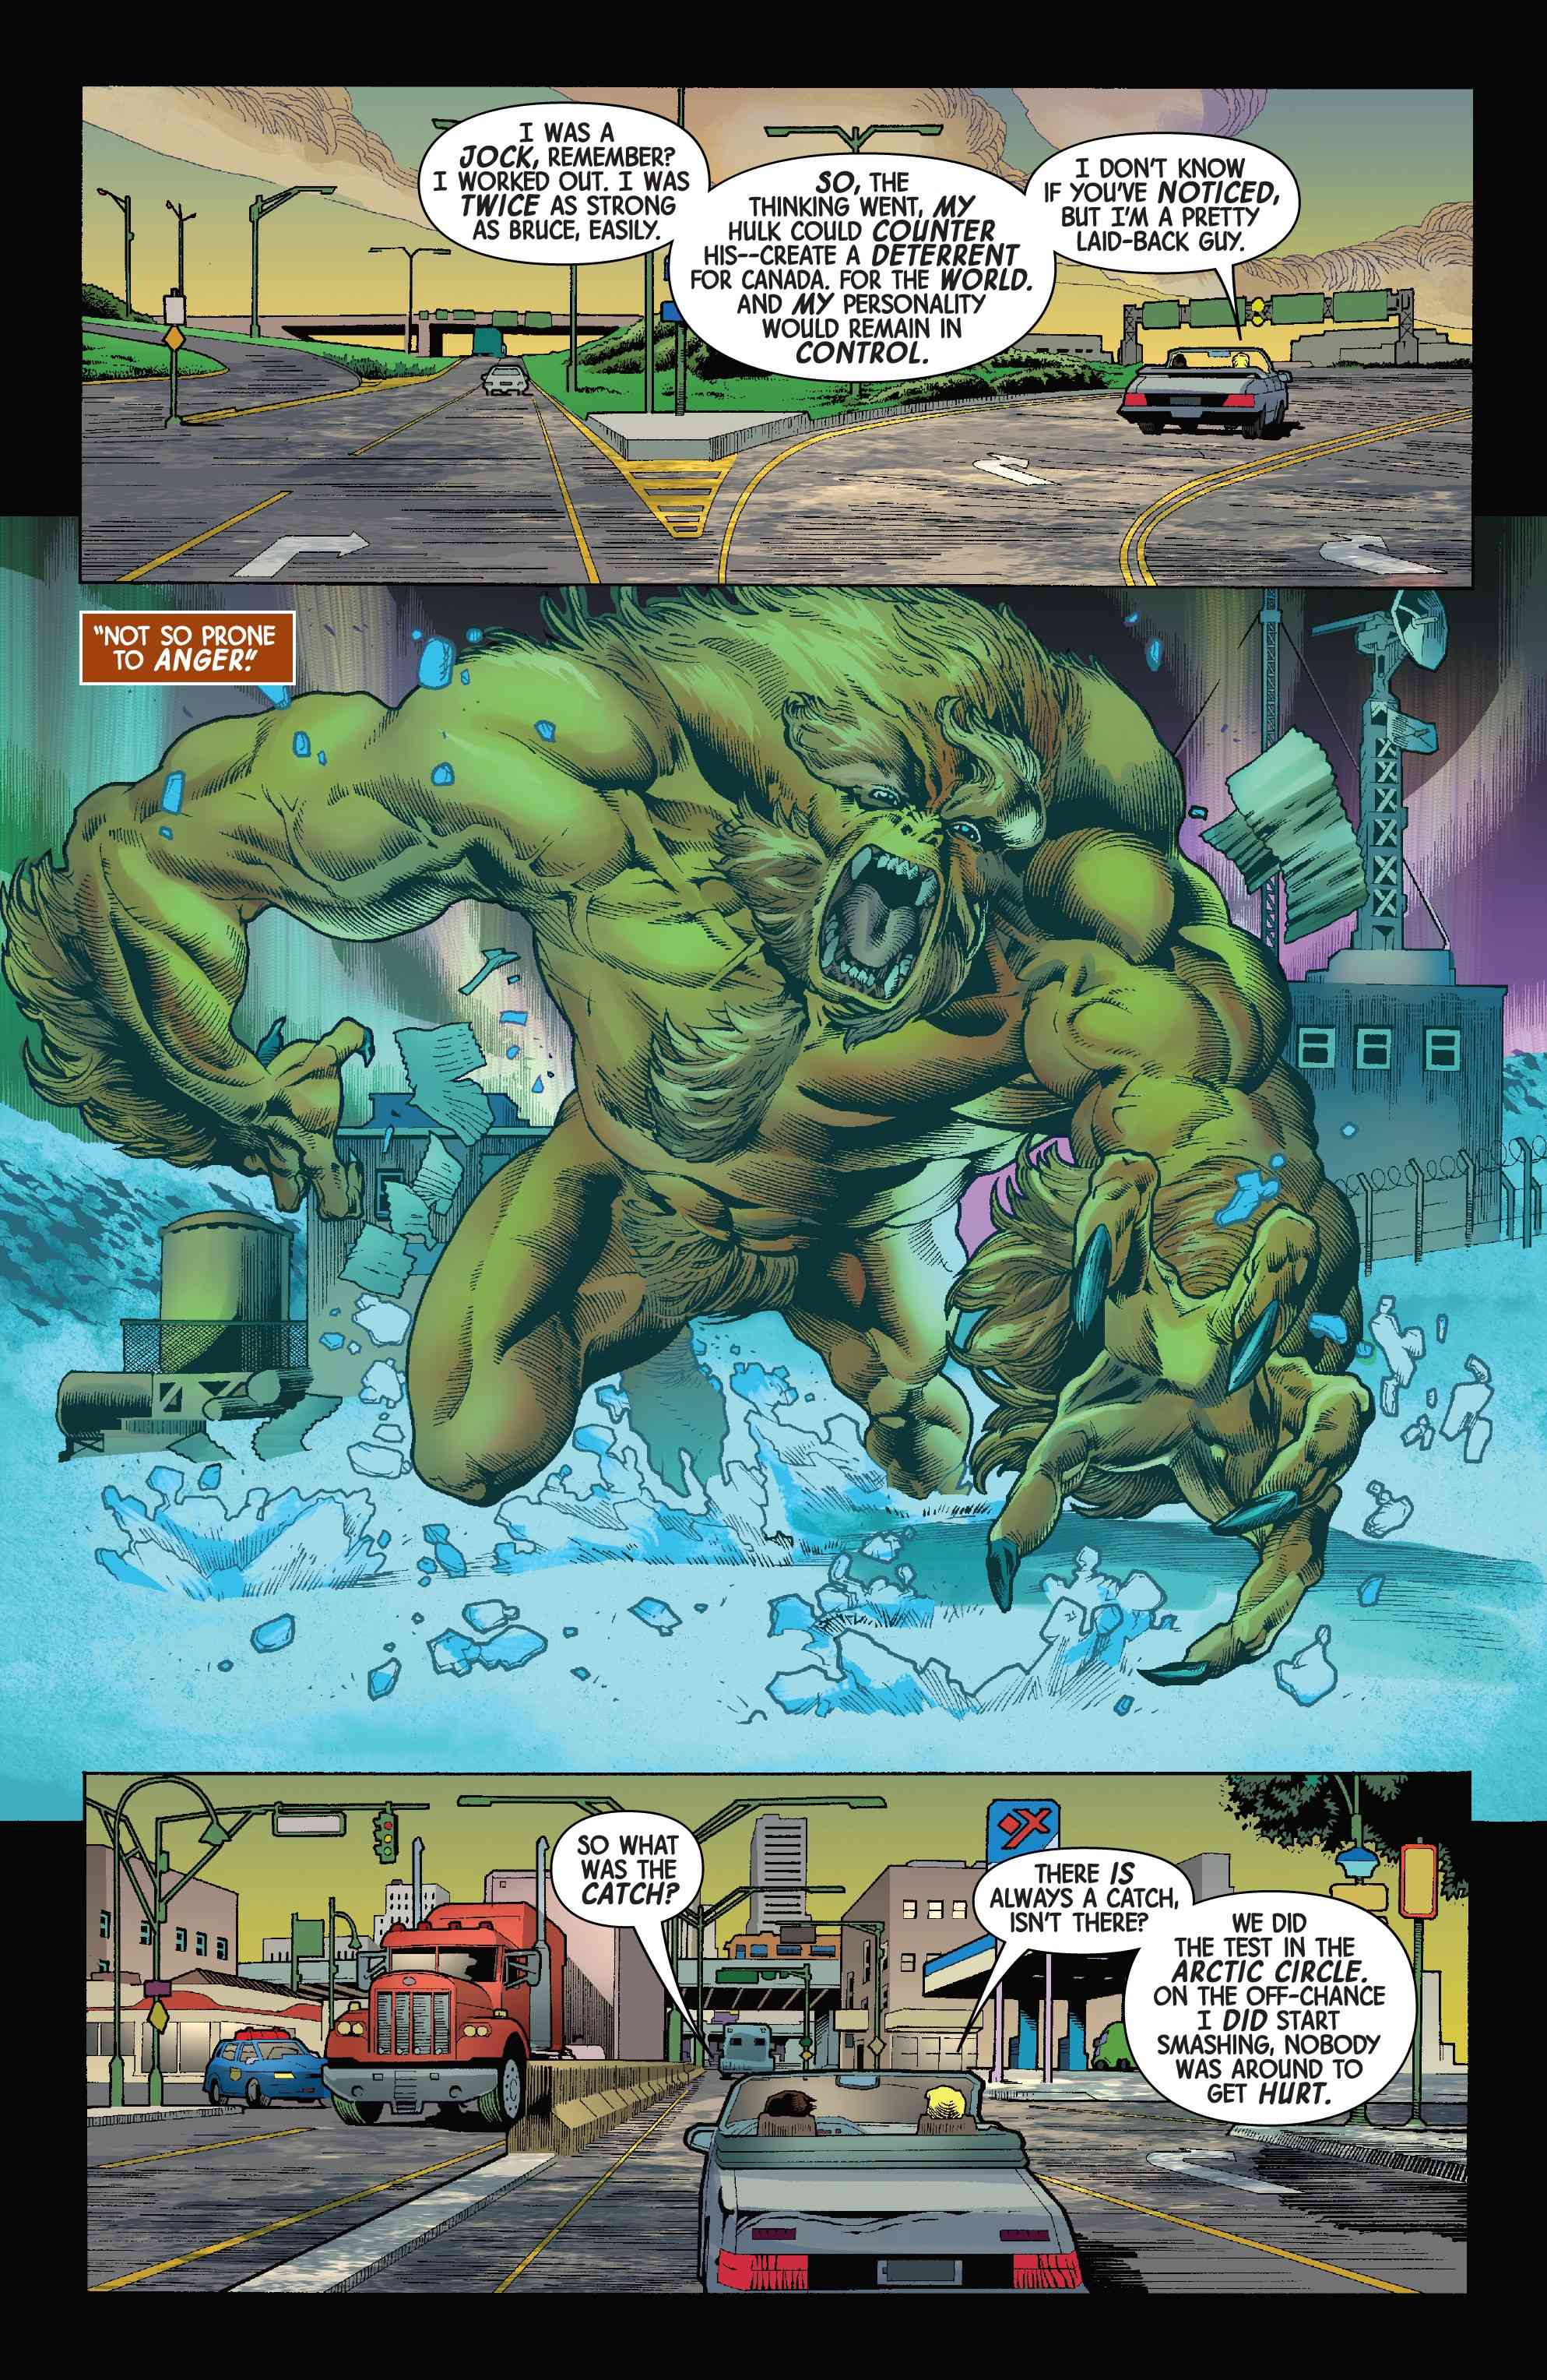 I WAS A
JOCK, REMEMBER?
I WORKED OUT. I WAS
TWICE AS STRONG
AS BRUCE, EASILY.
SO, THE
THINKING WENT, MY
HULK COULD COUNTER
HIS--CREATE A DETERRENT
FOR CANADA. FOR THE WORLD.
AND MY PERSONALITY
WOULD REMAIN IN
CONTROL.
I DON'T KNOW
IF YOU'VE NOTICED,
BUT I'M A PRETTY
LAID-BACK GUY.
"NOT SO PRONE
TO ANGER."
SO WHAT
WAS THE
CATCH?
THERE IS
ALWAYS A CATCH,
ISN'T THERE?
WE DID
THE TEST IN THE
ARCTIC CIRCLE.
ON THE OFF-CHANCE
I DID START
SMASHING, NOBODY
WAS AROUND TO
GET HURT.